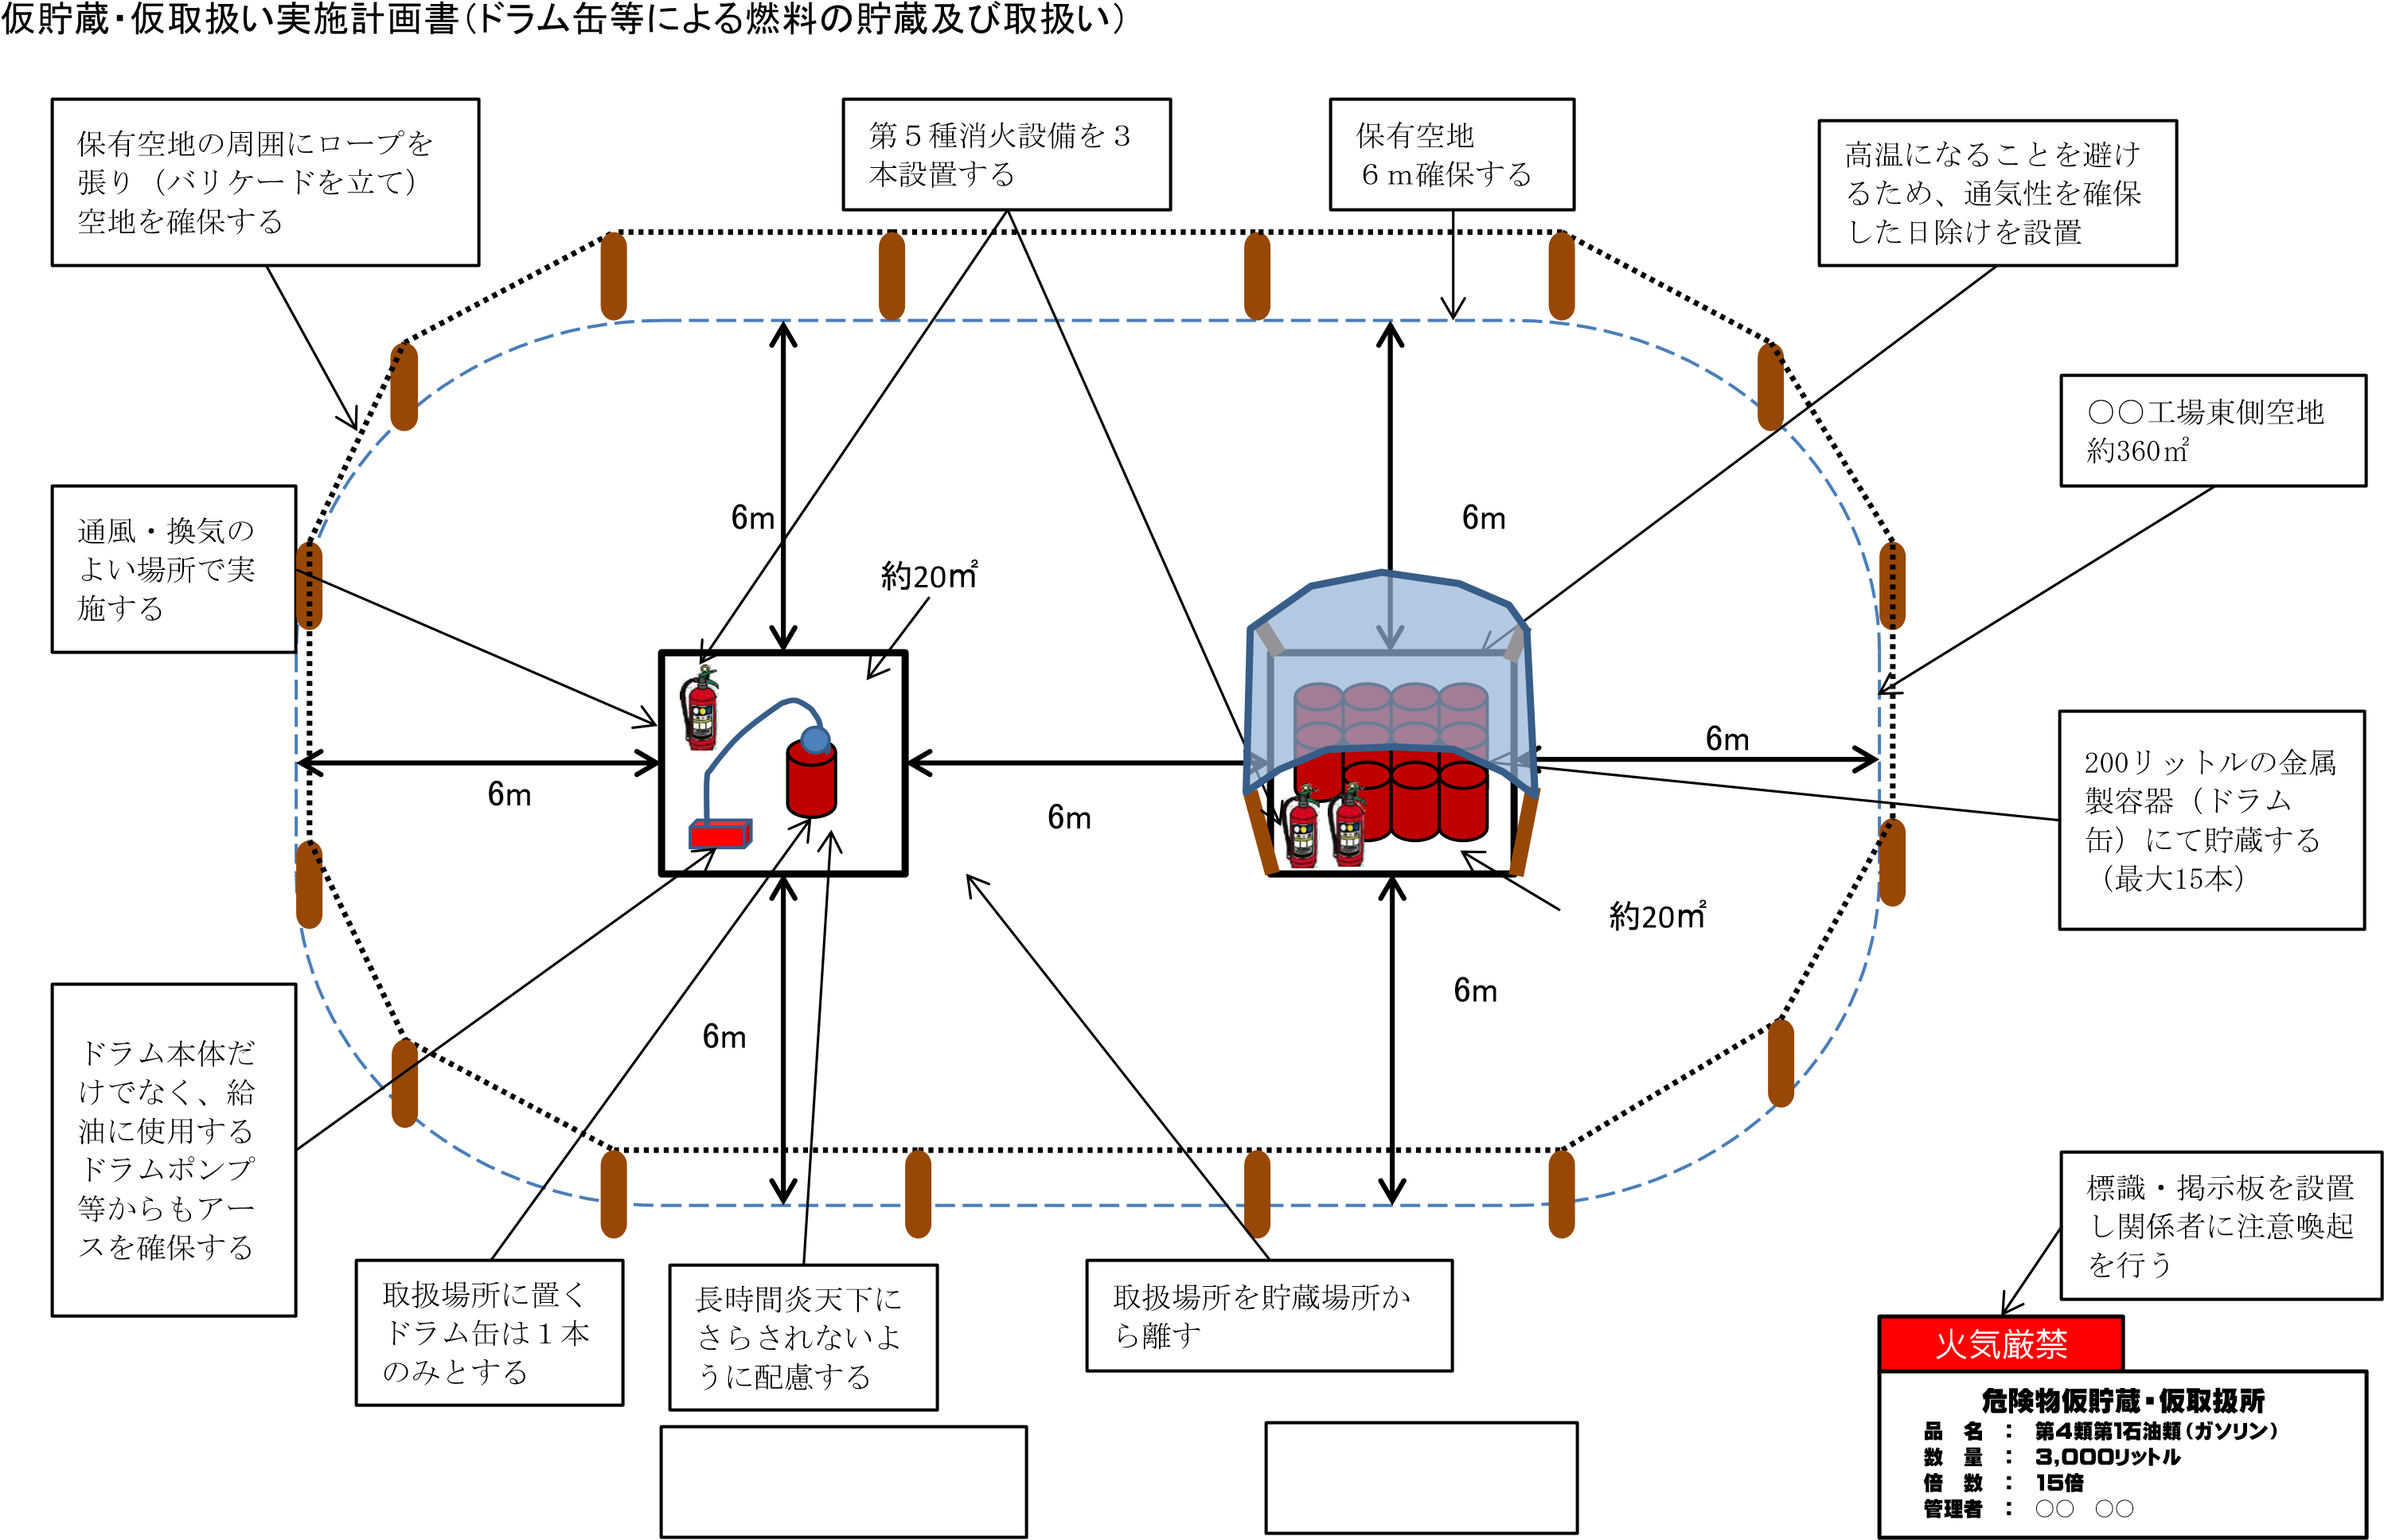 仮貯蔵・仮取扱い実施計画書（ドラム缶等による燃料の貯蔵及び取扱い）
保有空地の周囲にロープを
張り（バリケードを立て）
空地を確保する
第５種消火設備を３
本設置する
保有空地
６ｍ確保する
高温になることを避け
るため、通気性を確保
した日除けを設置
〇〇工場東側空地
約360㎡
通風・換気の
よい場所で実
施する
6m
6m
約20㎡
6m
6m
6m
200リットルの金属
製容器（ドラム
缶）にて貯蔵する
（最大15本）
約20㎡
6m
6m
ドラム本体だ
けでなく、給
油に使用する
ドラムポンプ
等からもアー
スを確保する
取扱場所に置く
ドラム缶は１本
のみとする
長時間炎天下に
さらされないよ
うに配慮する
取扱場所を貯蔵場所か
ら離す
標識・掲示板を設置
し関係者に注意喚起
を行う
火気厳禁
危険物仮貯蔵・仮取扱所
品　名　：　第4類第1石油類（ガソリン）
数　量　：　3,000リットル
倍　数　：　15倍
管理者　：　○○　○○